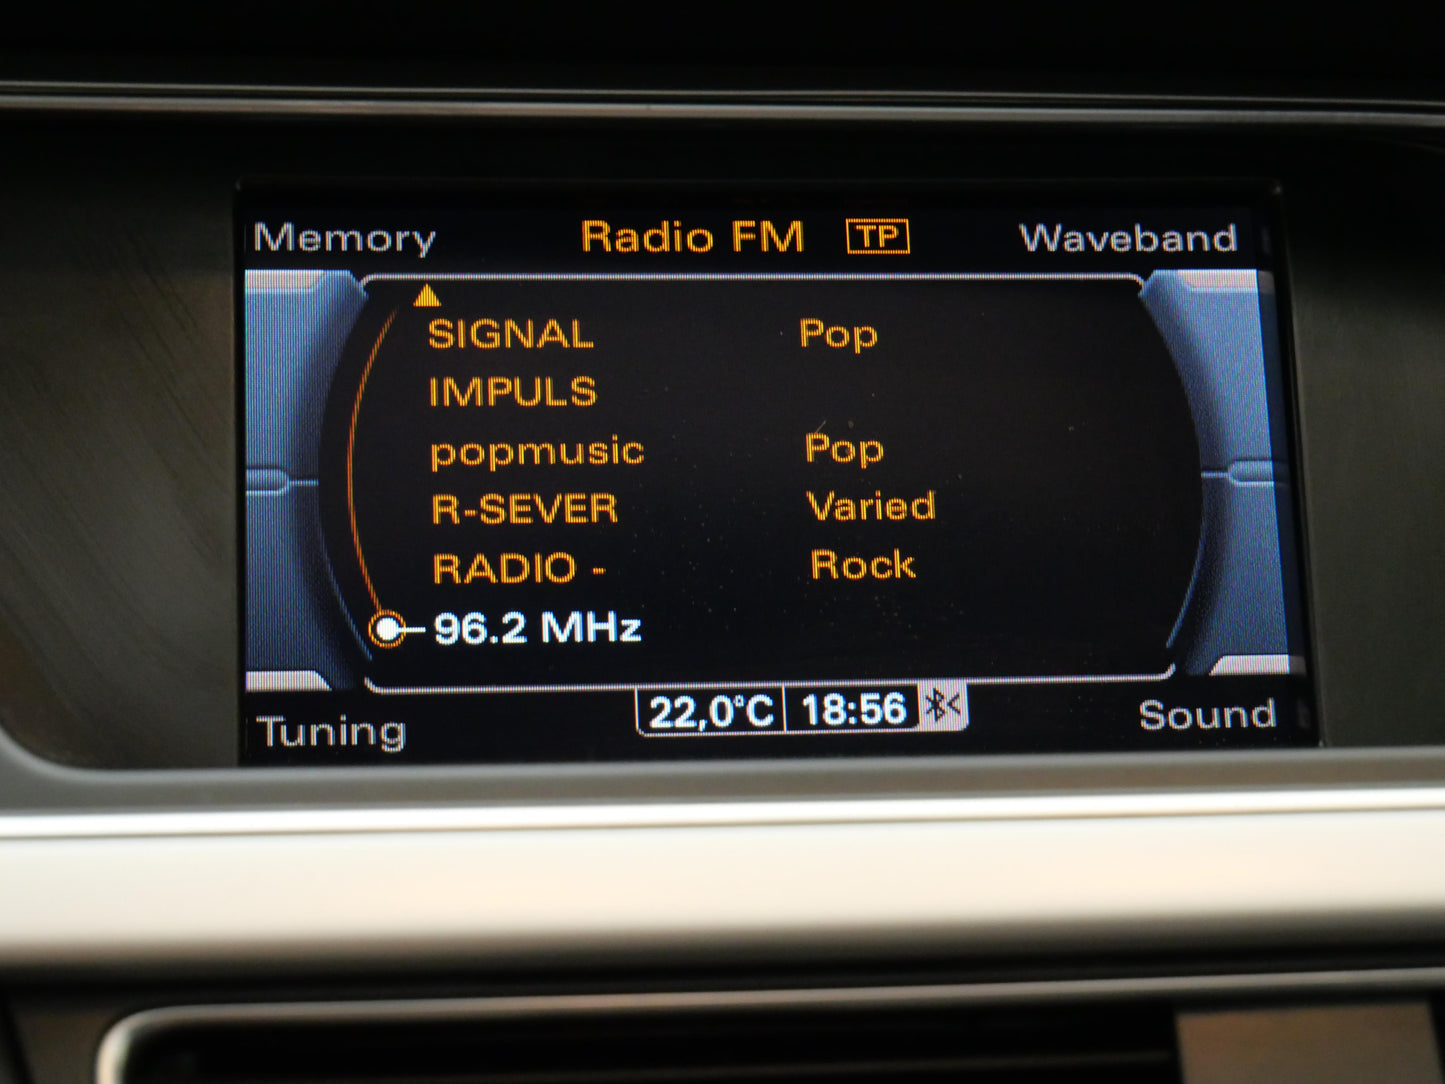 Memory Radio FM TP Waveband
SIGNAL Pop
IMPULS
popmusic Pop
R-SEVER Varied
RADIO - Rock
96.2 MHz
22,0°C 18:56
Tuning Sound